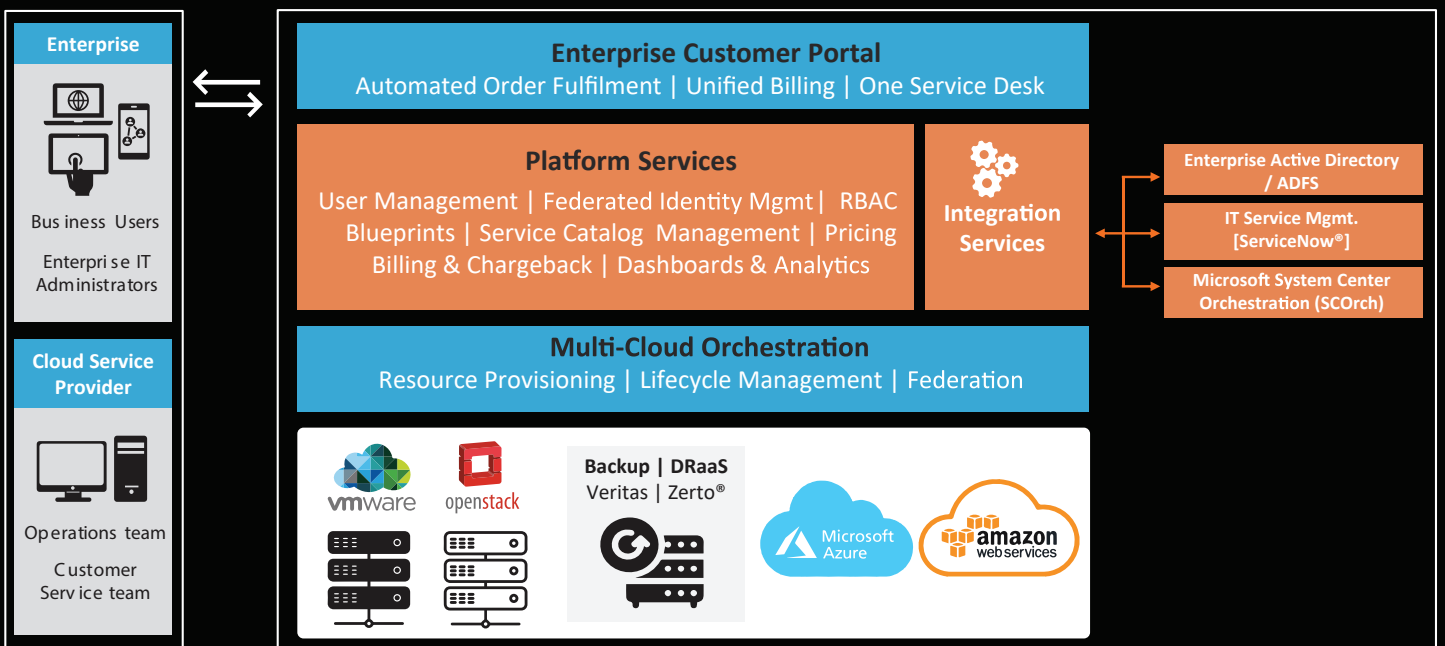 Enterprise
Business Users
Enterprise IT
Administrators
Cloud Service
Provider
Operations team
Customer
Service team
Enterprise Customer Portal
Automated Order Fulfilment | Unified Billing | One Service Desk
Platform Services
User Management | Federated Identity Mgmt | RBAC
Blueprints | Service Catalog Management | Pricing
Billing & Chargeback | Dashboards & Analytics
Integration
Services
Enterprise Active Directory
/ ADFS
IT Service Mgmt.
[ServiceNow®]
Microsoft System Center
Orchestration (SCOrch)
Multi-Cloud Orchestration
Resource Provisioning | Lifecycle Management | Federation
vmware
openstack
Backup | DRaaS
Veritas | Zerto®
Microsoft
Azure
amazon
webservices